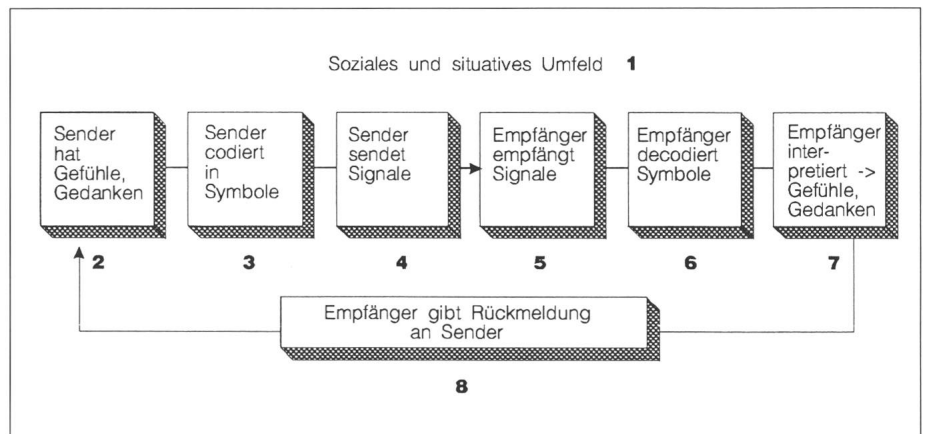 Soziales und situatives Umfeld 1
Sender
hat
Gefühle,
Gedanken
Sender
codiert
in
Symbole
Sender
sendet
Signale
Empfänger
empfängt
Signale
Empfänger
decodiert
Symbole
Empfänger
inter-
pretiert ->
Gefühle,
Gedanken
2
3
4
5
6
7
Empfänger gibt Rückmeldung
an Sender
8